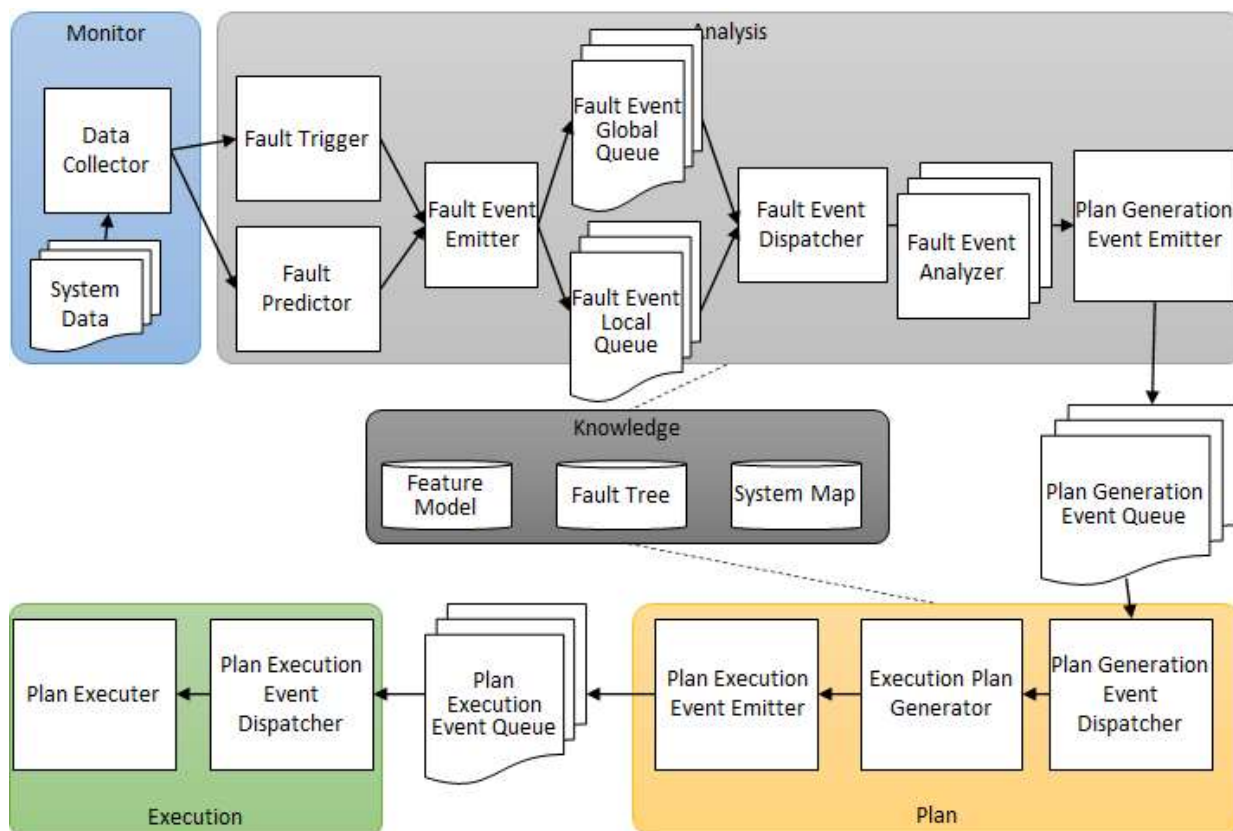 Monitor
Analysis
Data
Collector
System
Data
Fault Trigger
Fault
Predictor
Fault Event
Emitter
Fault Event
Global
Queue
Fault Event
Local
Queue
Fault Event
Dispatcher
Fault Event
Analyzer
Plan Generation
Event Emitter
Knowledge
Feature
Model
Fault Tree
System Map
Plan Generation
Event Queue
Plan Executer
Plan Execution
Event
Dispatcher
Plan
Execution
Event Queue
Plan Execution
Event Emitter
Execution Plan
Generator
Plan Generation
Event
Dispatcher
Execution
Plan